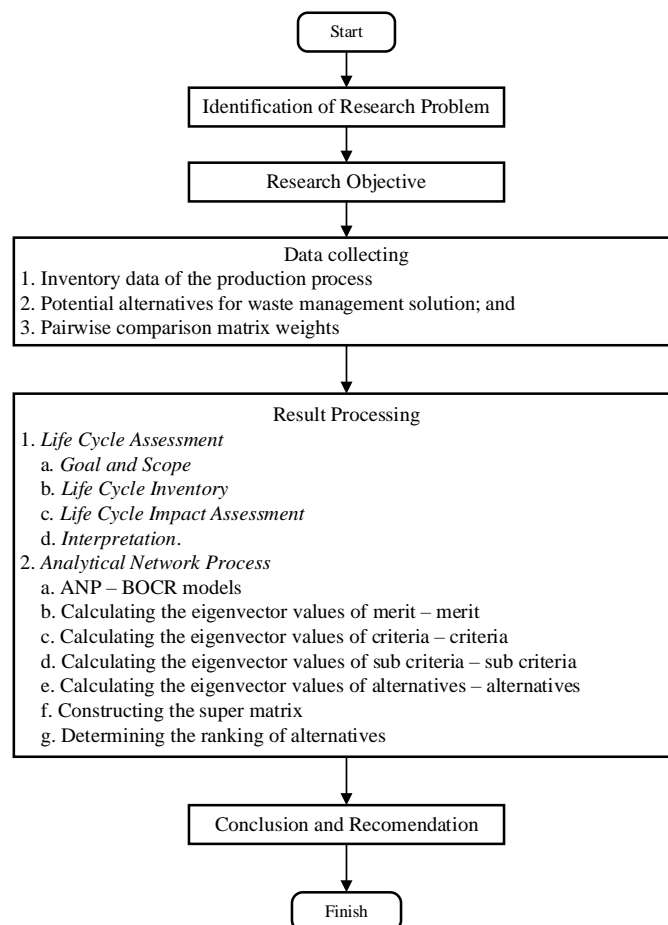 Start
Identification of Research Problem
Research Objective
Data collecting
1. Inventory data of the production process
2. Potential alternatives for waste management solution; and
3. Pairwise comparison matrix weights
Result Processing
1. Life Cycle Assessment
a. Goal and Scope
b. Life Cycle Inventory
c. Life Cycle Impact Assessment
d. Interpretation.
2. Analytical Network Process
a. ANP – BOCR models
b. Calculating the eigenvector values of merit – merit
c. Calculating the eigenvector values of criteria – criteria
d. Calculating the eigenvector values of sub criteria – sub criteria
e. Calculating the eigenvector values of alternatives – alternatives
f. Constructing the super matrix
g. Determining the ranking of alternatives
Conclusion and Recomendation
Finish